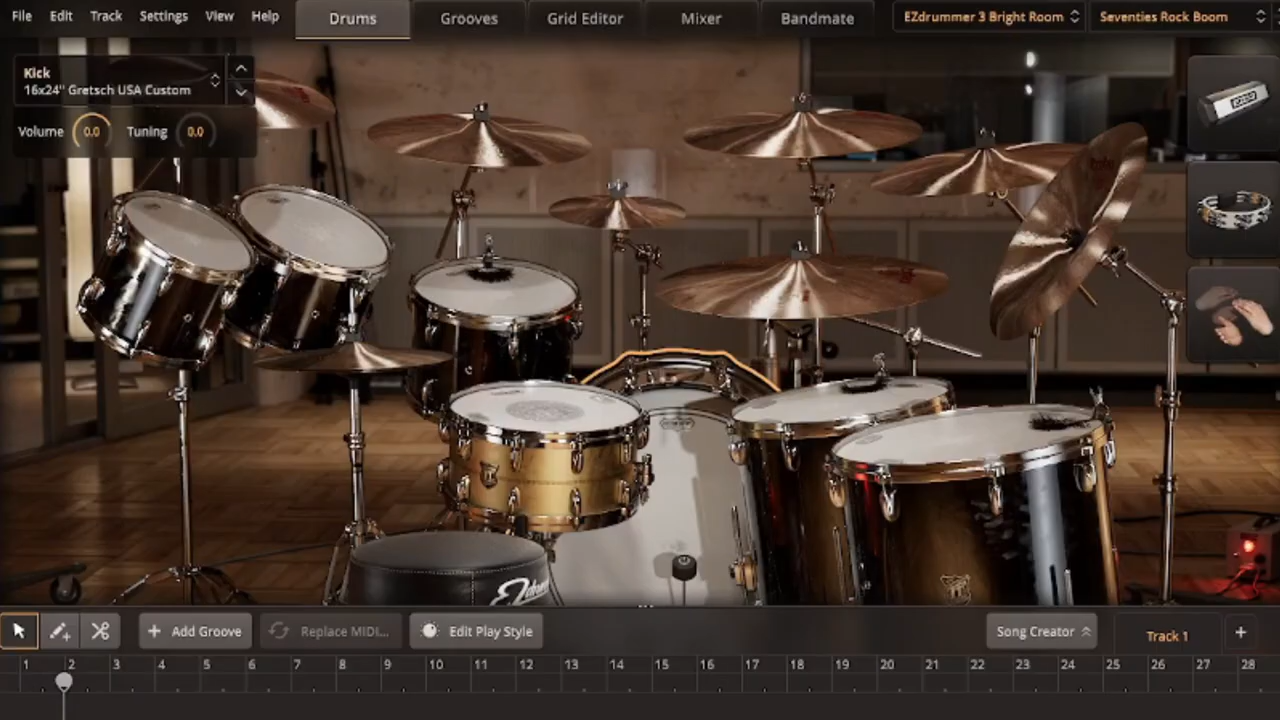 File Edit Track Settings View Help
Drums Grooves Grid Editor Mixer Bandmate
EZdrummer 3 Bright Room Seventies Rock Boom
Kick
16x24" Gretsch USA Custom
Volume 0.0 Tuning 0.0
+ Add Groove Replace MIDI... Edit Play Style Song Creator Track 1 +
1 2 3 4 5 6 7 8 9 10 11 12 13 14 15 16 17 18 19 20 21 22 23 24 25 26 27 28